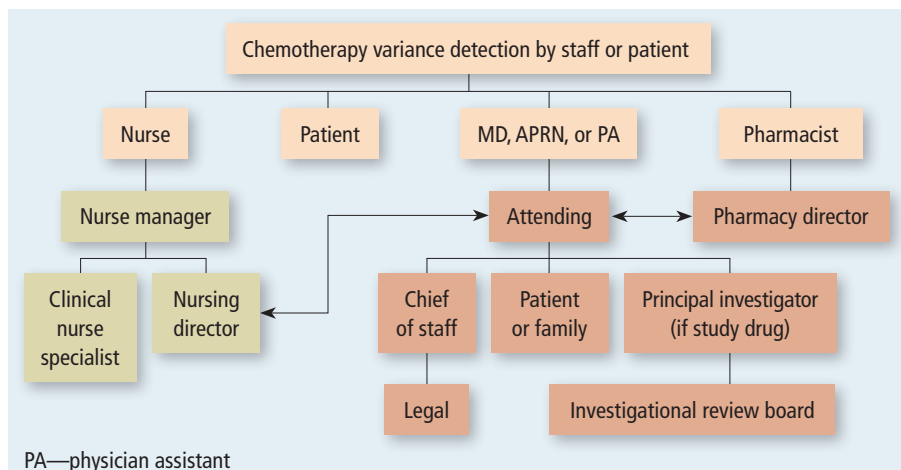 Chemotherapy variance detection by staff or patient
Nurse
Patient
MD, APRN, or PA
Pharmacist
Nurse manager
Attending
Pharmacy director
Clinical
nurse
specialist
Nursing
director
Chief
of staff
Patient
or family
Principal investigator
(if study drug)
Legal
Investigational review board
PA—physician assistant